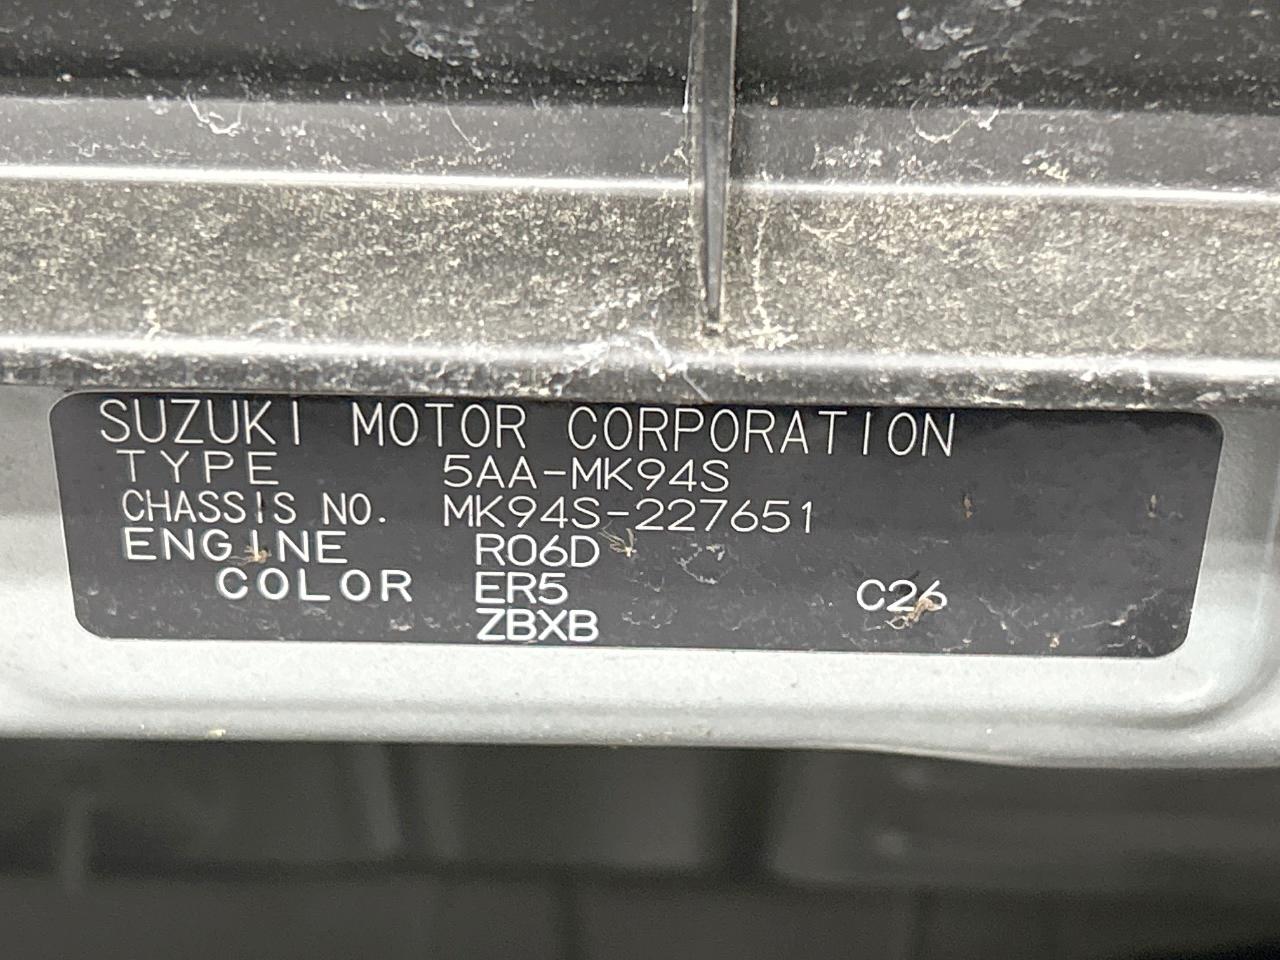 SUZUKI MOTOR CORPORATION
TYPE 5AA-MK94S
CHASSIS NO. MK94S-227651
ENGINE R06D
COLOR ER5 C26
ZBXB